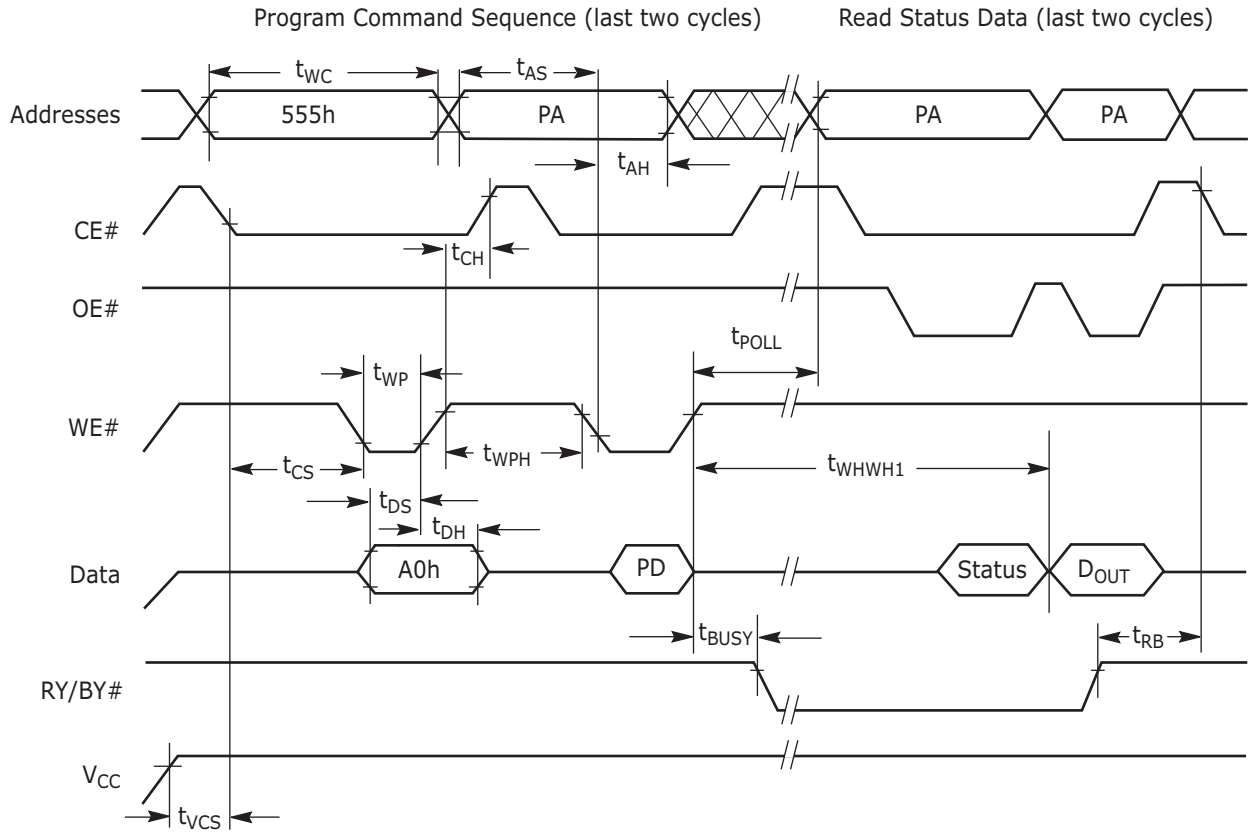 Program Command Sequence (last two cycles) Read Status Data (last two cycles)
tWC tAS
Addresses 555h PA PA PA
tAH
CE#
tCH
OE#
tPOLL
tWP
WE#
tWPH tWHWH1
tCS
tDS
tDH
Data A0h PD Status DOUT
tBUSY tRB
RY/BY#
VCC
tVCS